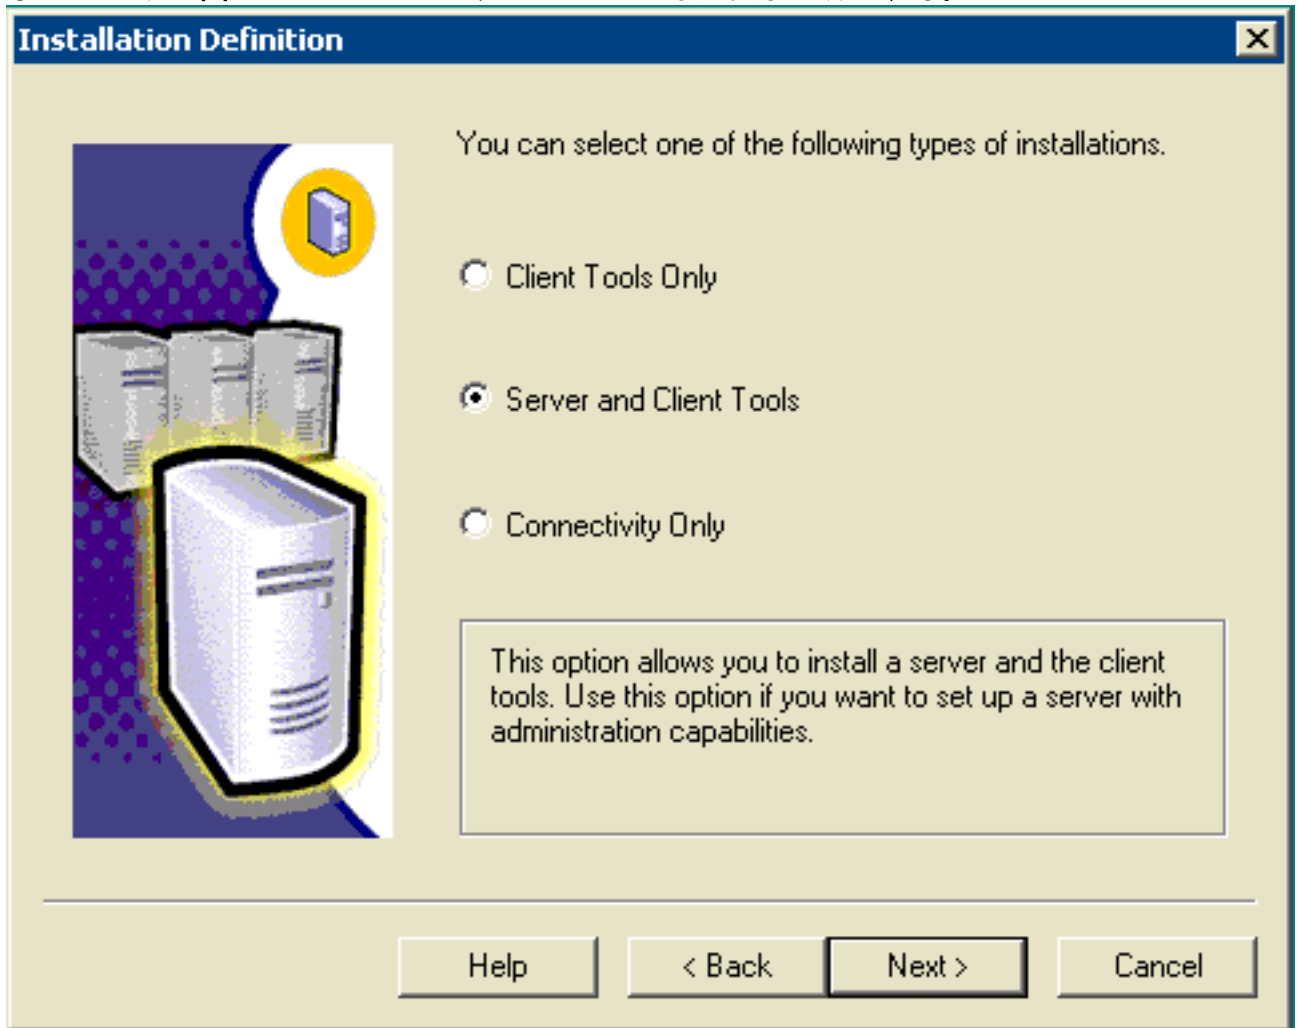 Installation Definition
You can select one of the following types of installations.
Client Tools Only
Server and Client Tools
Connectivity Only
This option allows you to install a server and the client
tools. Use this option if you want to set up a server with
administration capabilities.
Help
< Back
Next >
Cancel